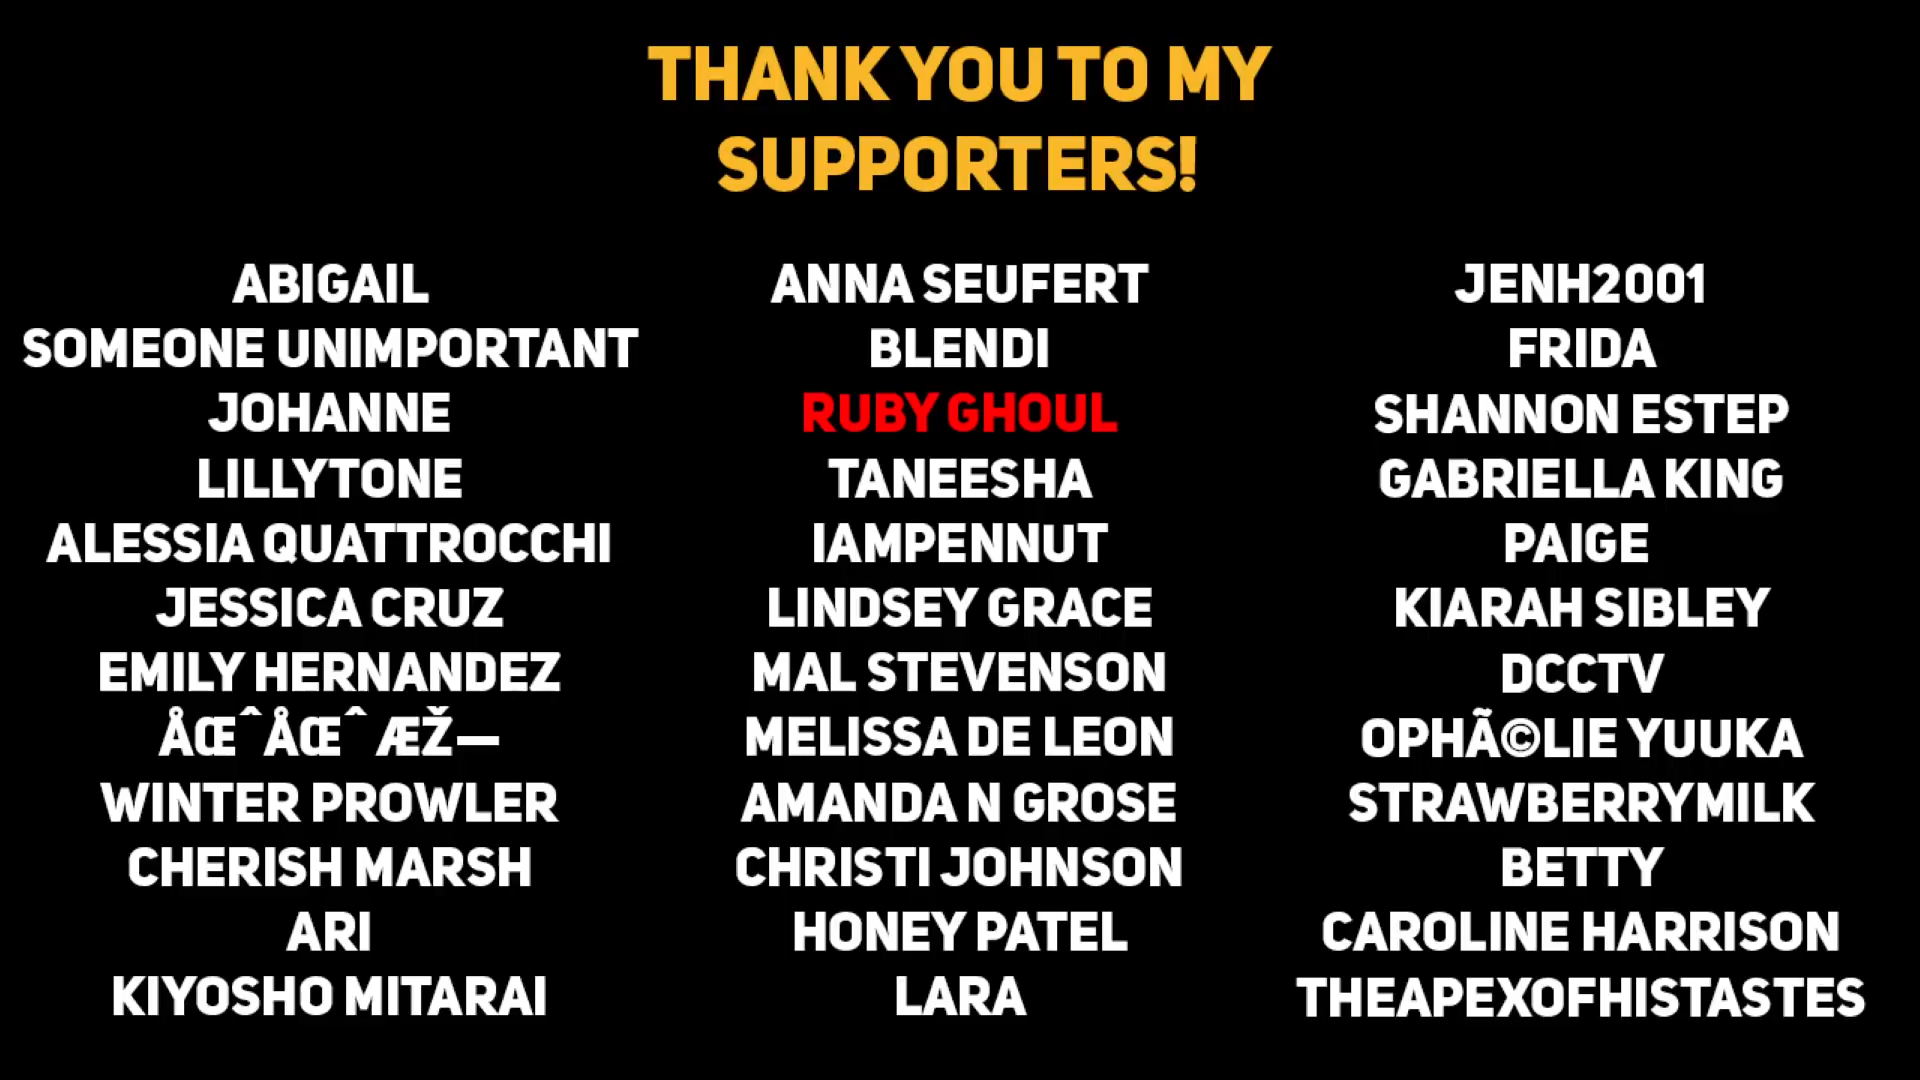 THANK YOU TO MY
SUPPORTERS!
ABIGAIL
SOMEONE UNIMPORTANT
JOHANNE
LILLYTONE
ALESSIA QUATTROCCHI
JESSICA CRUZ
EMILY HERNANDEZ
ÅŒˆÅŒˆ ÆŽ—
WINTER PROWLER
CHERISH MARSH
ARI
KIYOSHO MITARAI
ANNA SEUFERT
BLENDI
RUBY GHOUL
TANEESHA
IAMPENNUT
LINDSEY GRACE
MAL STEVENSON
MELISSA DE LEON
AMANDA N GROSE
CHRISTI JOHNSON
HONEY PATEL
LARA
JENH2001
FRIDA
SHANNON ESTEP
GABRIELLA KING
PAIGE
KIARAH SIBLEY
DCCTV
OPHÃ©LIE YUUKA
STRAWBERRYMILK
BETTY
CAROLINE HARRISON
THEAPEXOFHISTASTES